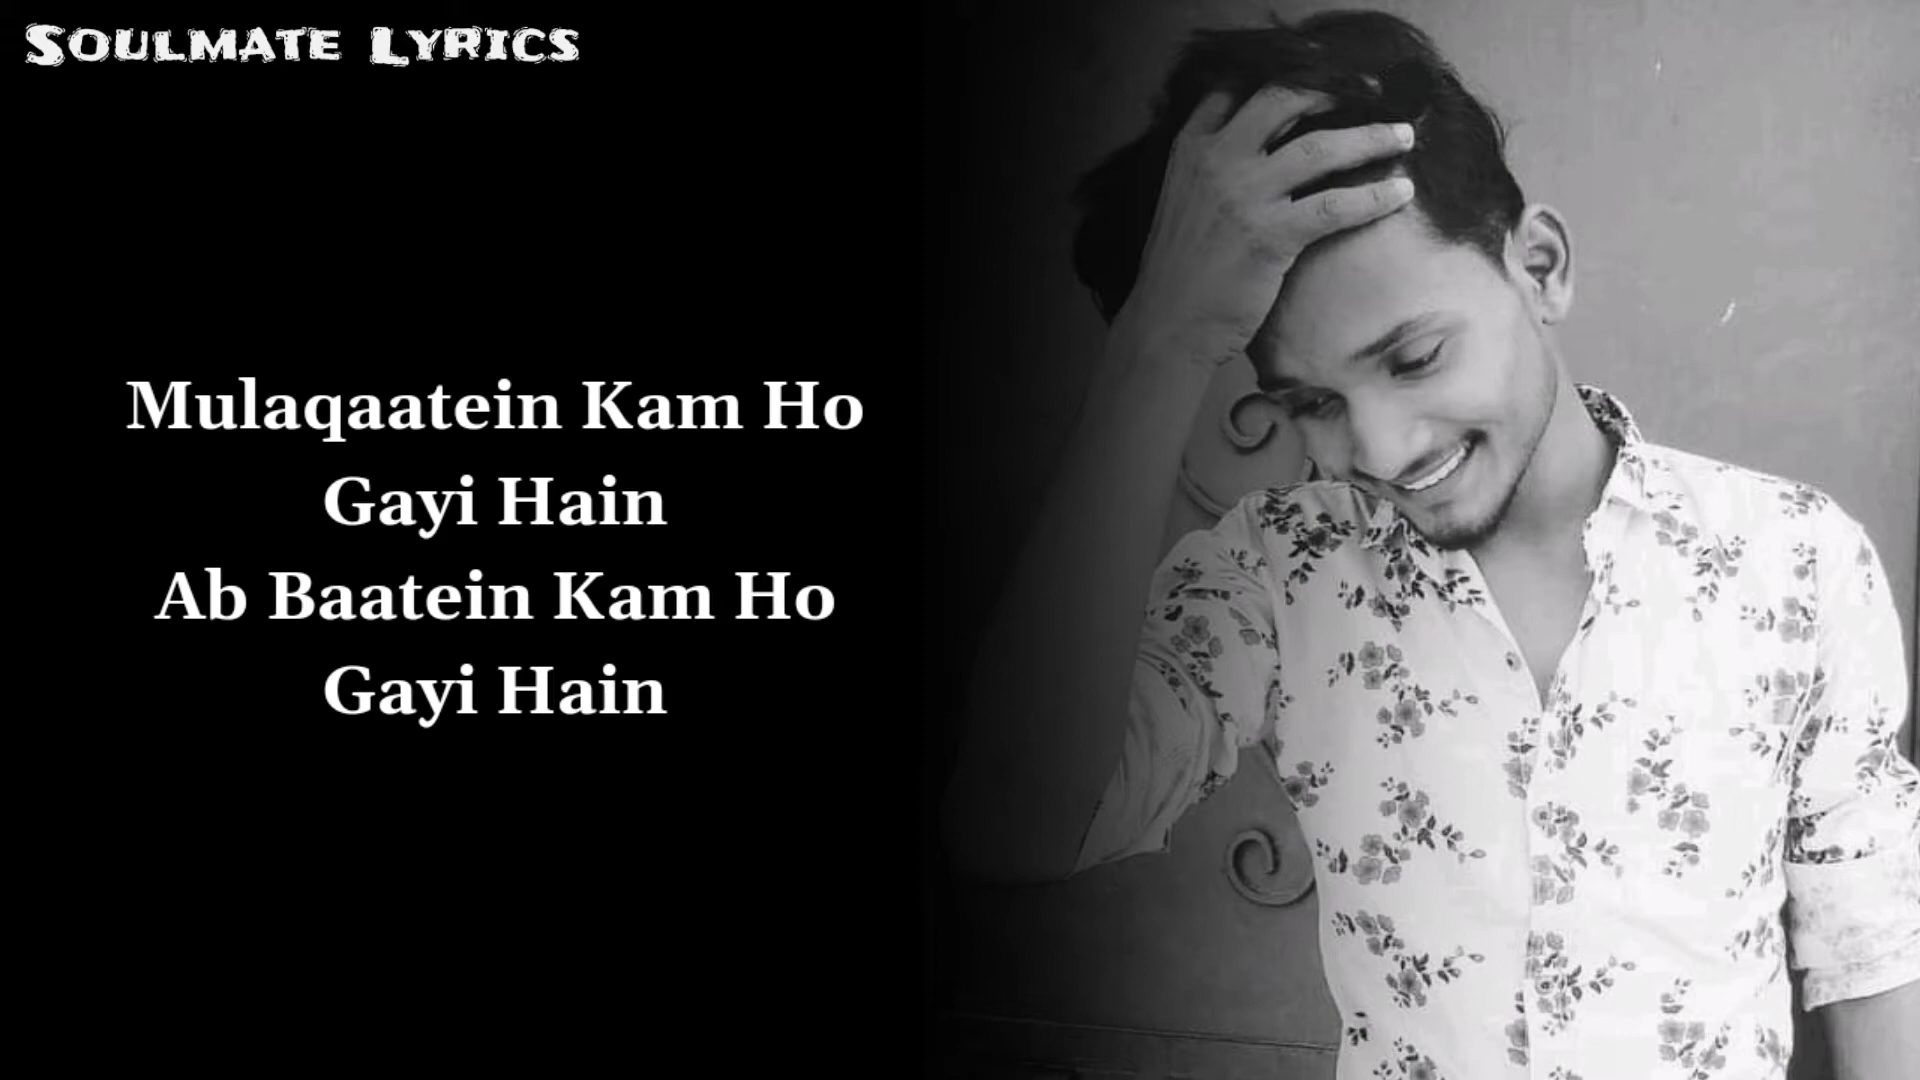 Soulmate Lyrics
Mulaqaatein Kam Ho
Gayi Hain
Ab Baatein Kam Ho
Gayi Hain